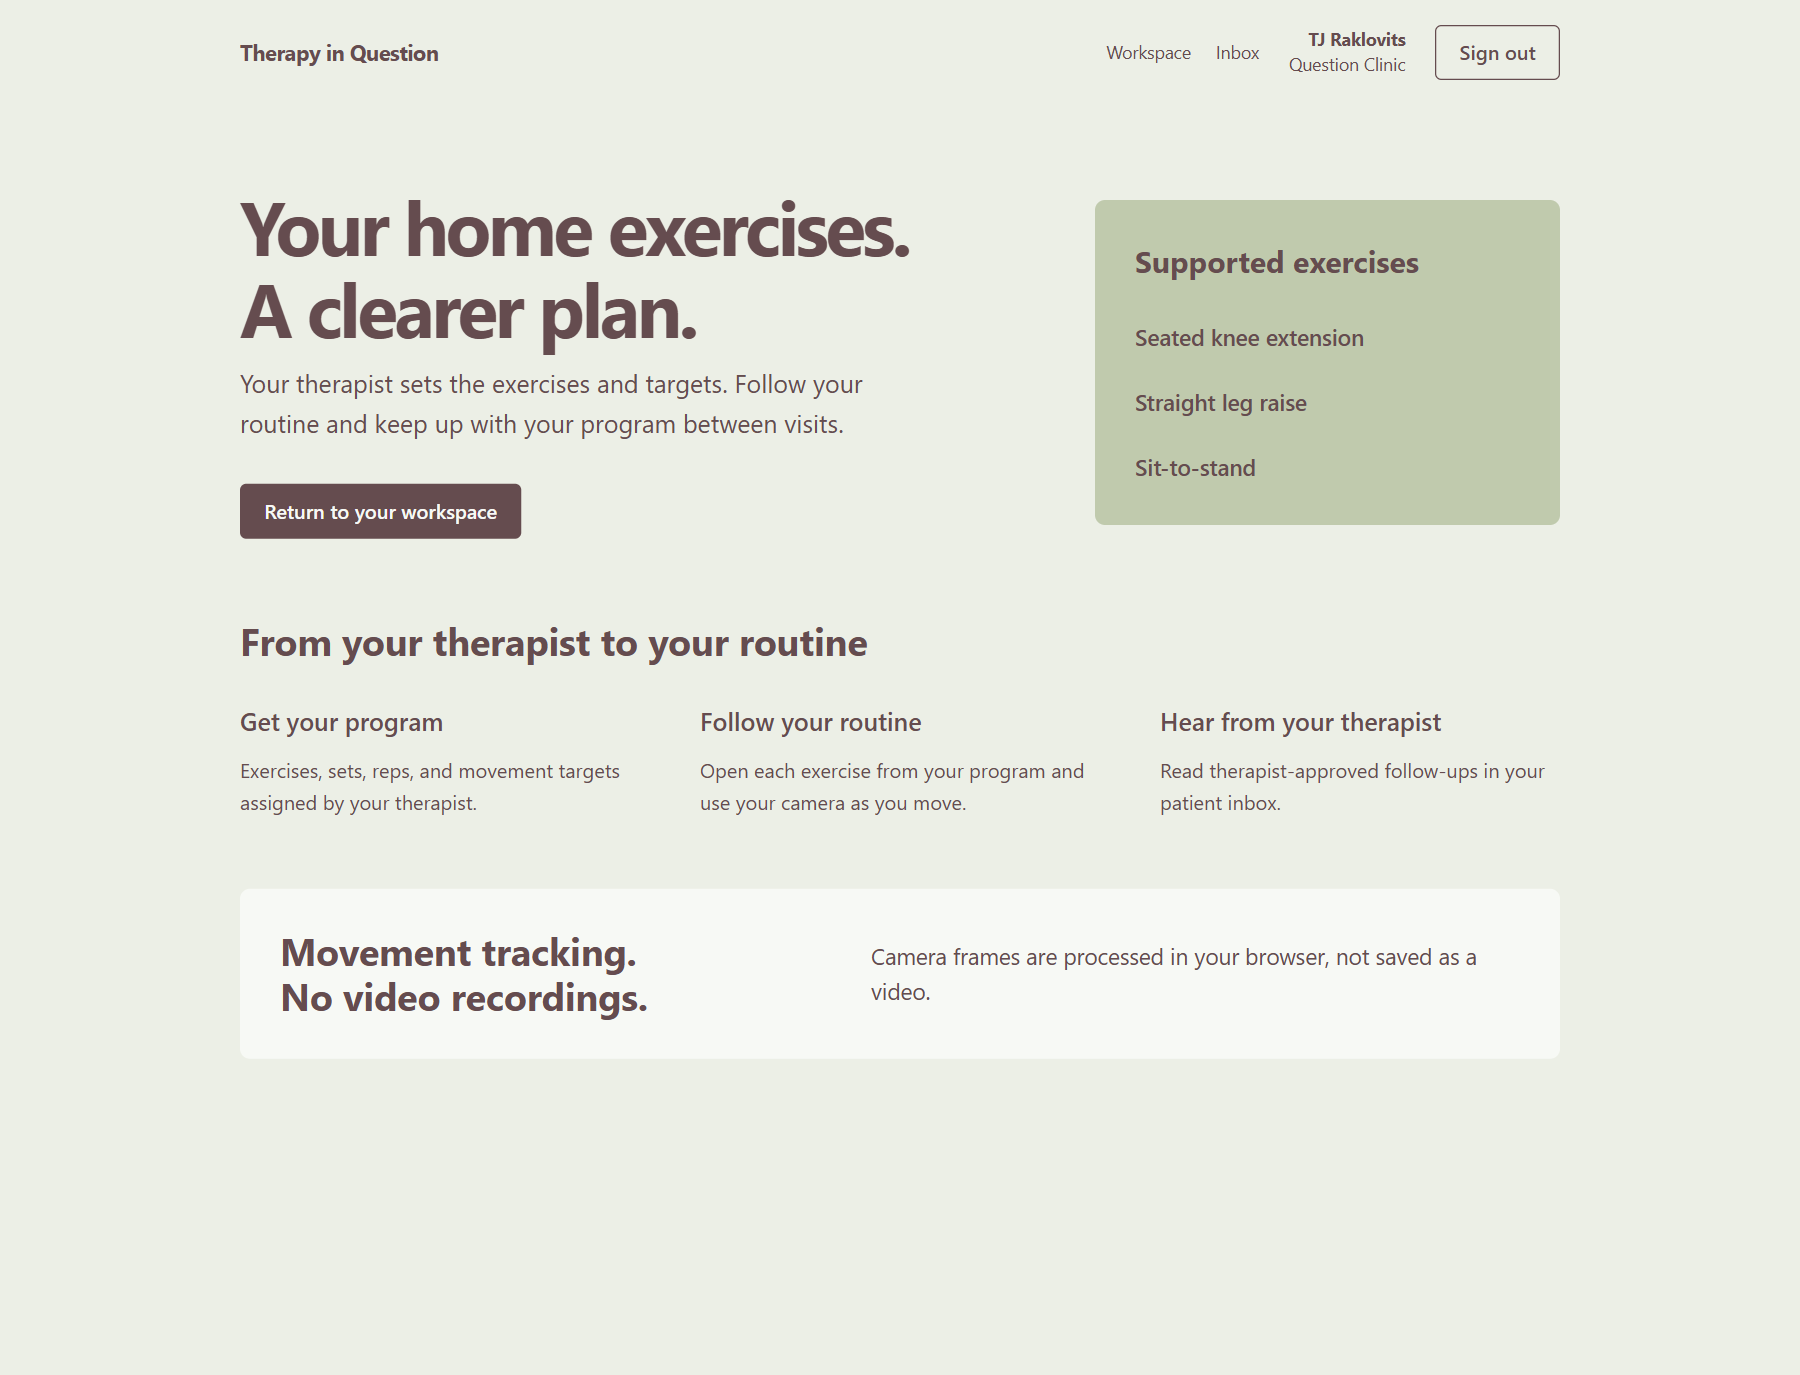 Therapy in Question
Workspace
Inbox
TJ Raklovits
Question Clinic
Sign out
Your home exercises.
A clearer plan.
Your therapist sets the exercises and targets. Follow your
routine and keep up with your program between visits.
Return to your workspace
Supported exercises
Seated knee extension
Straight leg raise
Sit-to-stand
From your therapist to your routine
Get your program
Exercises, sets, reps, and movement targets
assigned by your therapist.
Follow your routine
Open each exercise from your program and
use your camera as you move.
Hear from your therapist
Read therapist-approved follow-ups in your
patient inbox.
Movement tracking.
No video recordings.
Camera frames are processed in your browser, not saved as a
video.